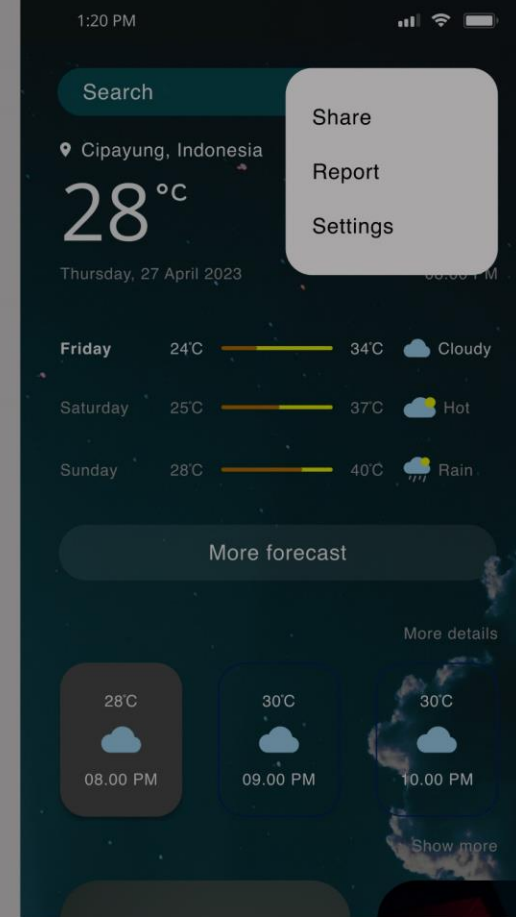 1:20 PM
Search
Share
Cipayung, Indonesia
Report
28°C
Settings
Thursday, 27 April 2023
Friday 24°C 34°C Cloudy
Saturday 25°C 37°C Hot
Sunday 28°C 40°C Rain
More forecast
More details
28°C 30°C 30°C
08.00 PM 09.00 PM 10.00 PM
Show more